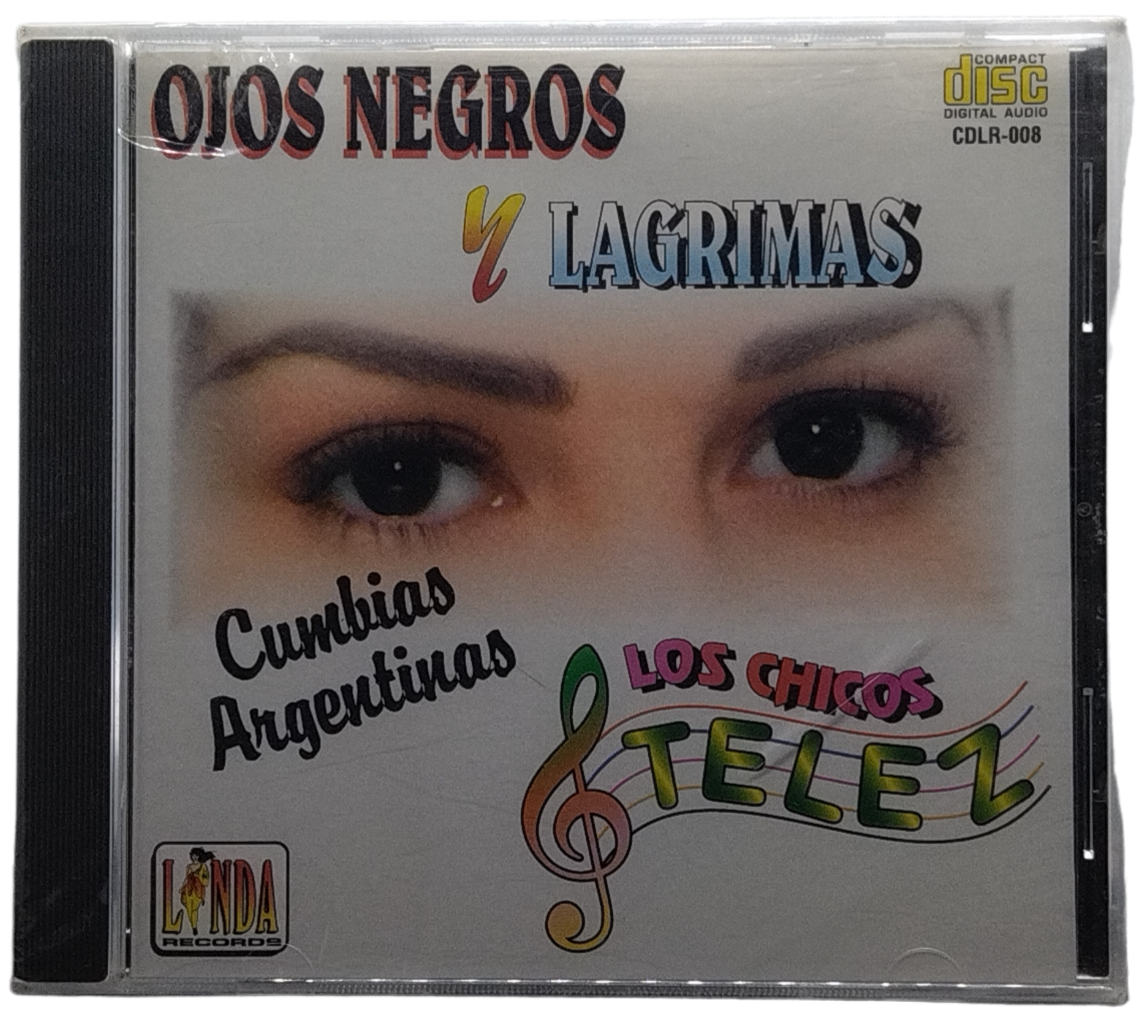 OJOS NEGROS
Y LAGRIMAS
COMPACT
disc
DIGITAL AUDIO
CDLR-008
Cumbias
Argentinas
LOS CHICOS
TELEZ
LINDA
RECORDS